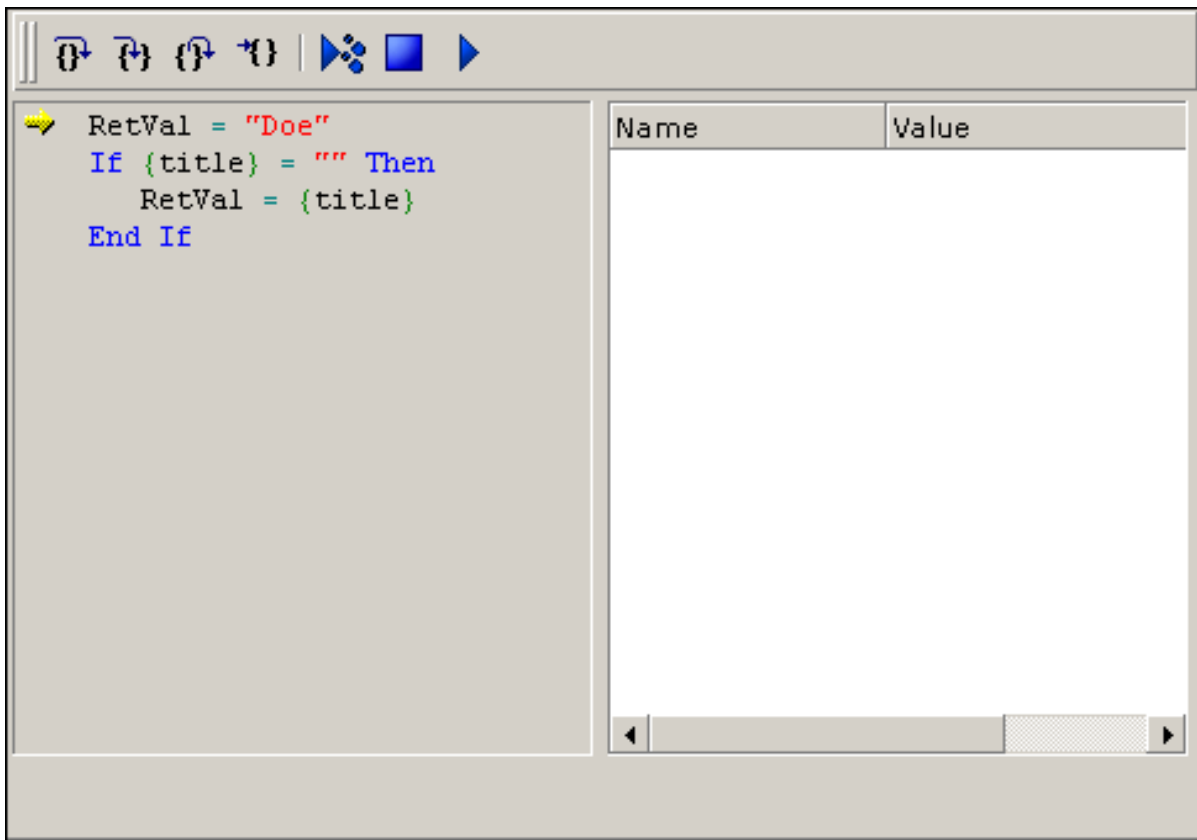 RetVal = "Doe"
If {title} = "" Then
RetVal = {title}
End If
Name
Value